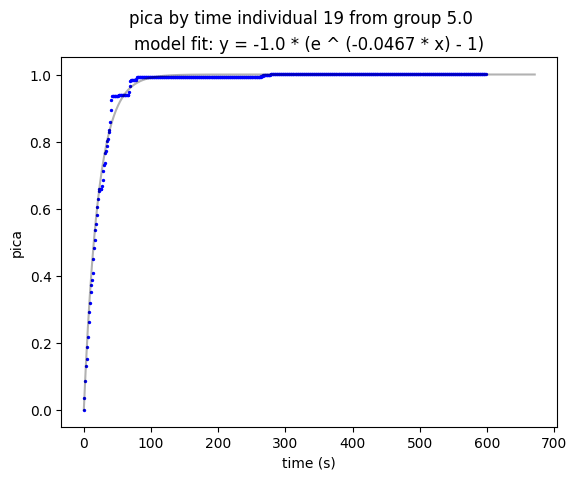 pica by time individual 19 from group 5.0
model fit: y = -1.0 * (e ^ (-0.0467 * x) - 1)
1.0
0.8
0.6
0.4
0.2
0.0
pica
0 100 200 300 400 500 600 700
time (s)